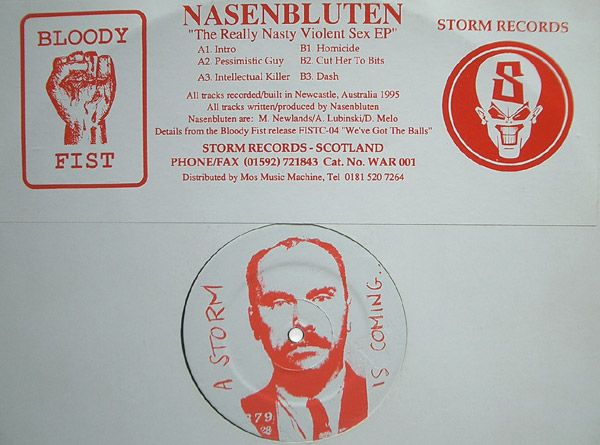 BLOODY
FIST
NASENBLUTEN
"The Really Nasty Violent Sex EP"
A1. Intro B1 Homicide
A2. Pessimistic Guy B2. Cut Her To Bits
A3. Intellectual Killer B3. Dash
All tracks recorded/built in Newcastle, Australia 1995
All tracks written/produced by Nasenbluten
Nasenbluten are: M. Newlands/A. Lubinski/D. Melo
Details from the Bloody Fist release FISTC-04 "We've Got The Balls"
STORM RECORDS - SCOTLAND
PHONE/FAX (01592) 721843 Cat. No. WAR 001
Distributed by Mos Music Machine, Tel 0181 520 7264
STORM RECORDS
S
A STORM
IS COMING..
879
28